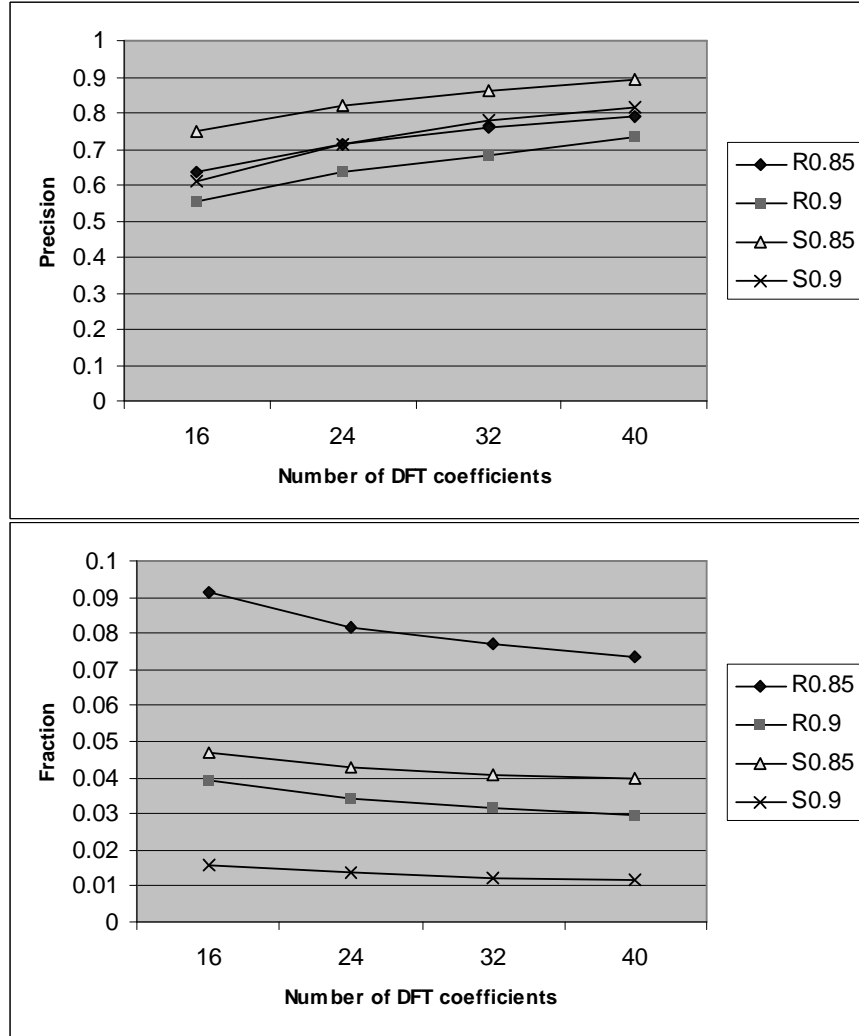 1
0.9
0.8
0.7
0.6
0.5
0.4
0.3
0.2
0.1
0
Precision
16 24 32 40
Number of DFT coefficients
R0.85
R0.9
S0.85
S0.9
0.1
0.09
0.08
0.07
0.06
0.05
0.04
0.03
0.02
0.01
0
Fraction
16 24 32 40
Number of DFT coefficients
R0.85
R0.9
S0.85
S0.9